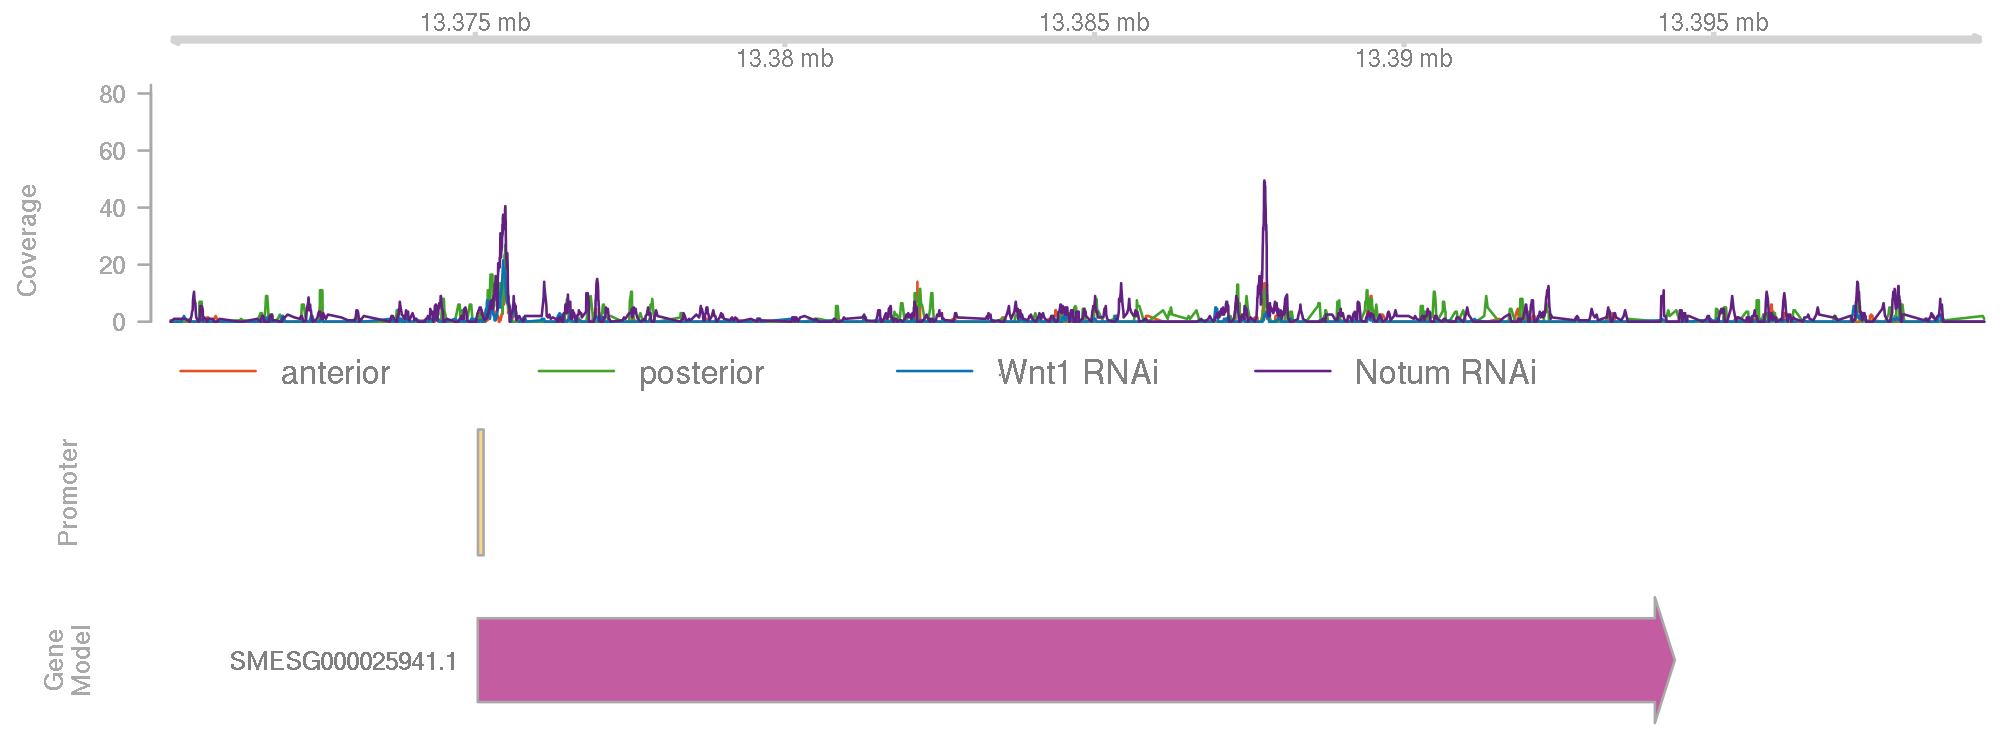 13.375 mb 13.385 mb 13.395 mb
13.38 mb 13.39 mb
Coverage
80
60
40
20
0
anterior posterior Wnt1 RNAi Notum RNAi
Promoter
Gene
Model
SMESG000025941.1